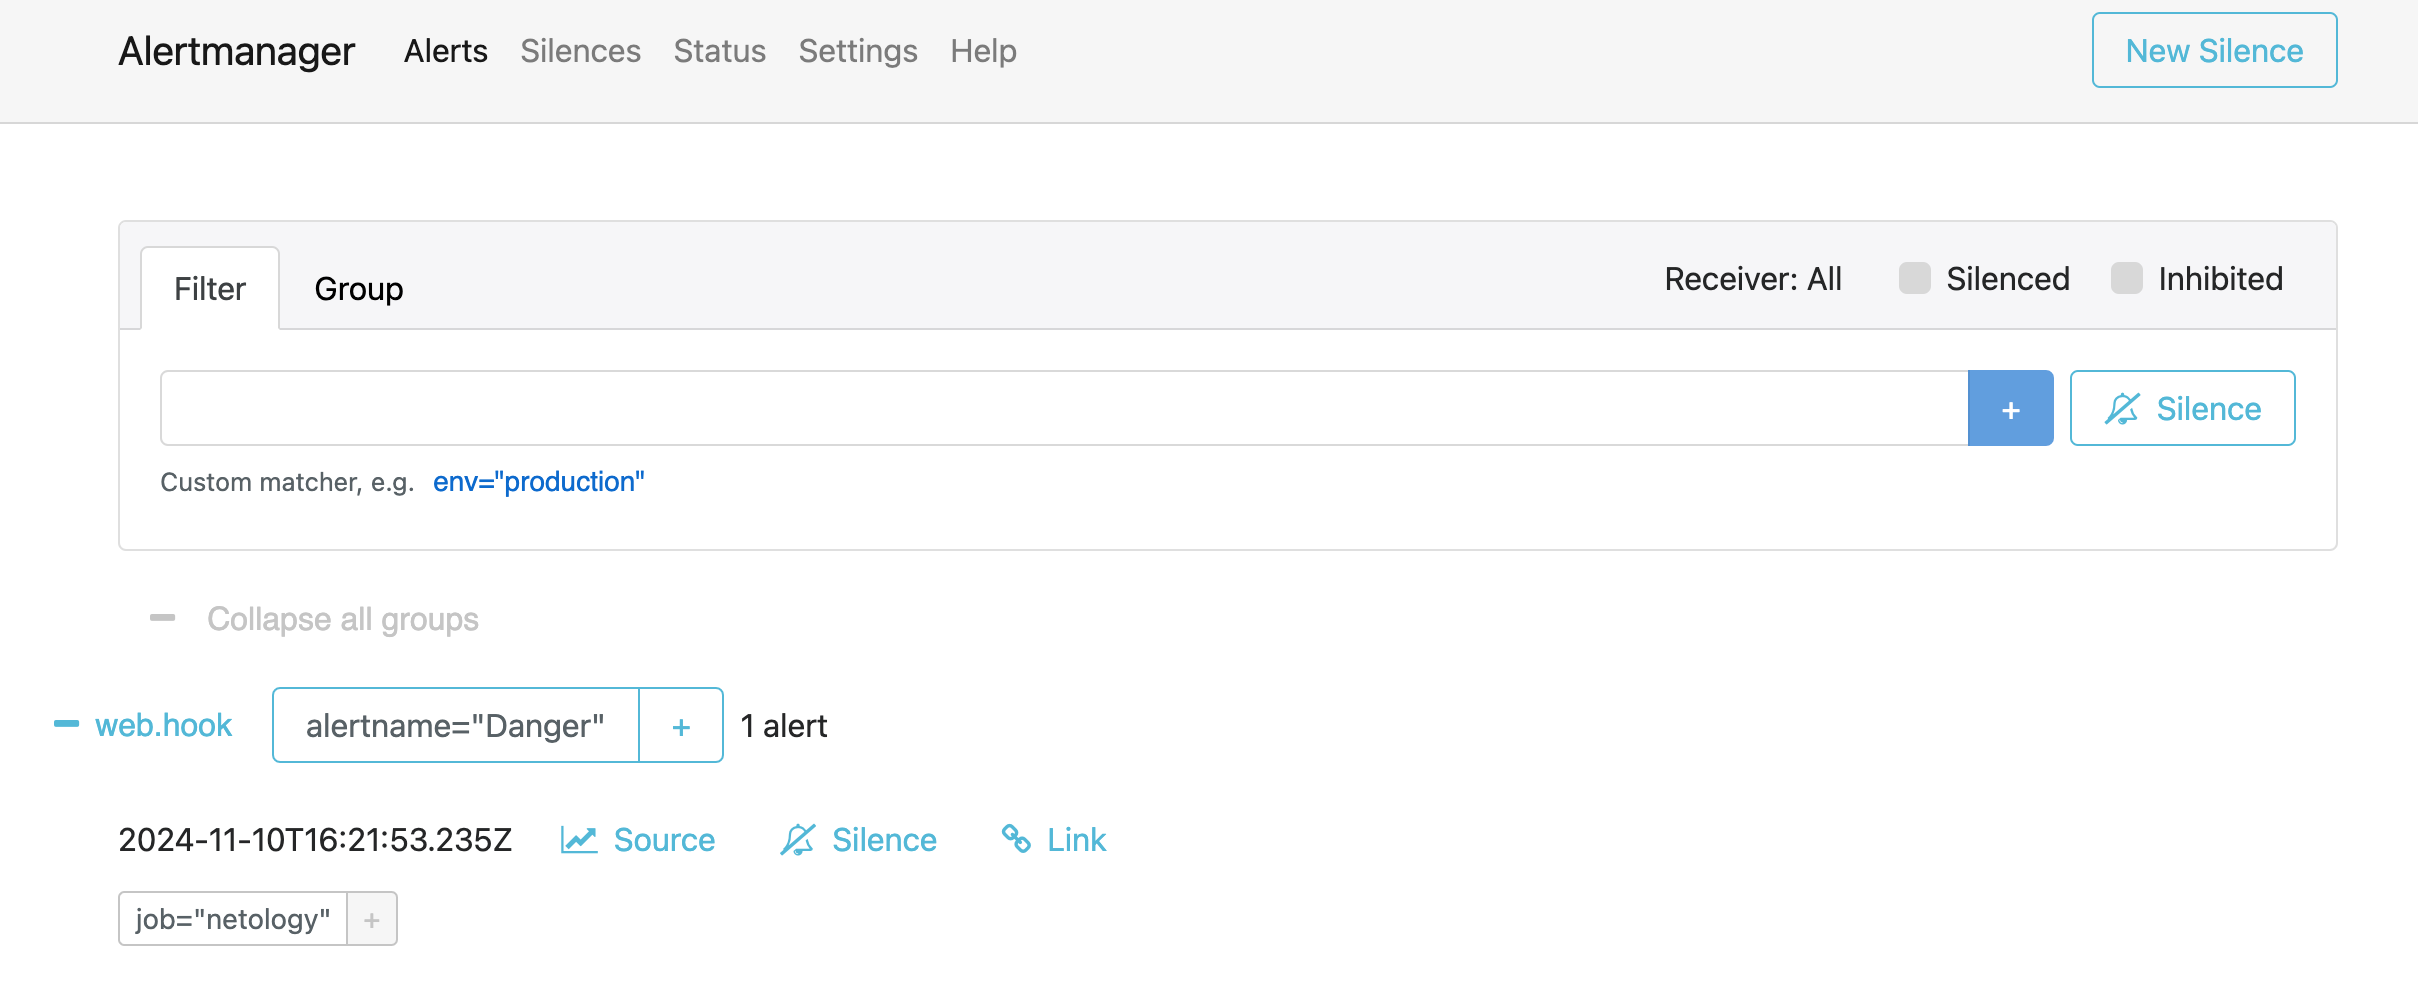 Alertmanager Alerts Silences Status Settings Help New Silence
Filter Group Receiver: All Silenced Inhibited
+ Silence
Custom matcher, e.g. env="production"
Collapse all groups
web.hook alertname="Danger" + 1 alert
2024-11-10T16:21:53.235Z Source Silence Link
job="netology" +